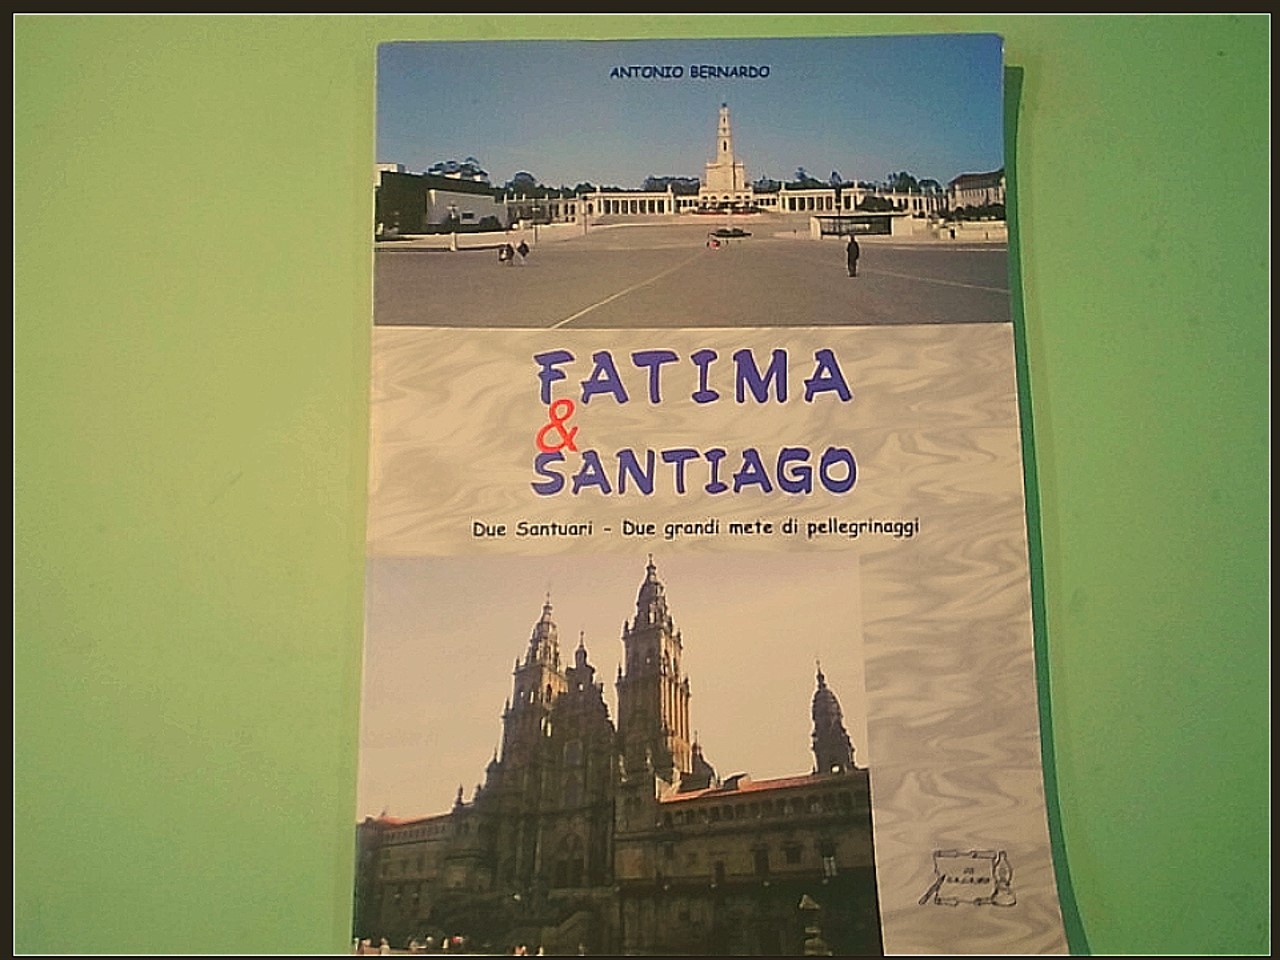 ANTONIO BERNARDO
FATIMA
&
SANTIAGO
Due Santuari - Due grandi mete di pellegrinaggi